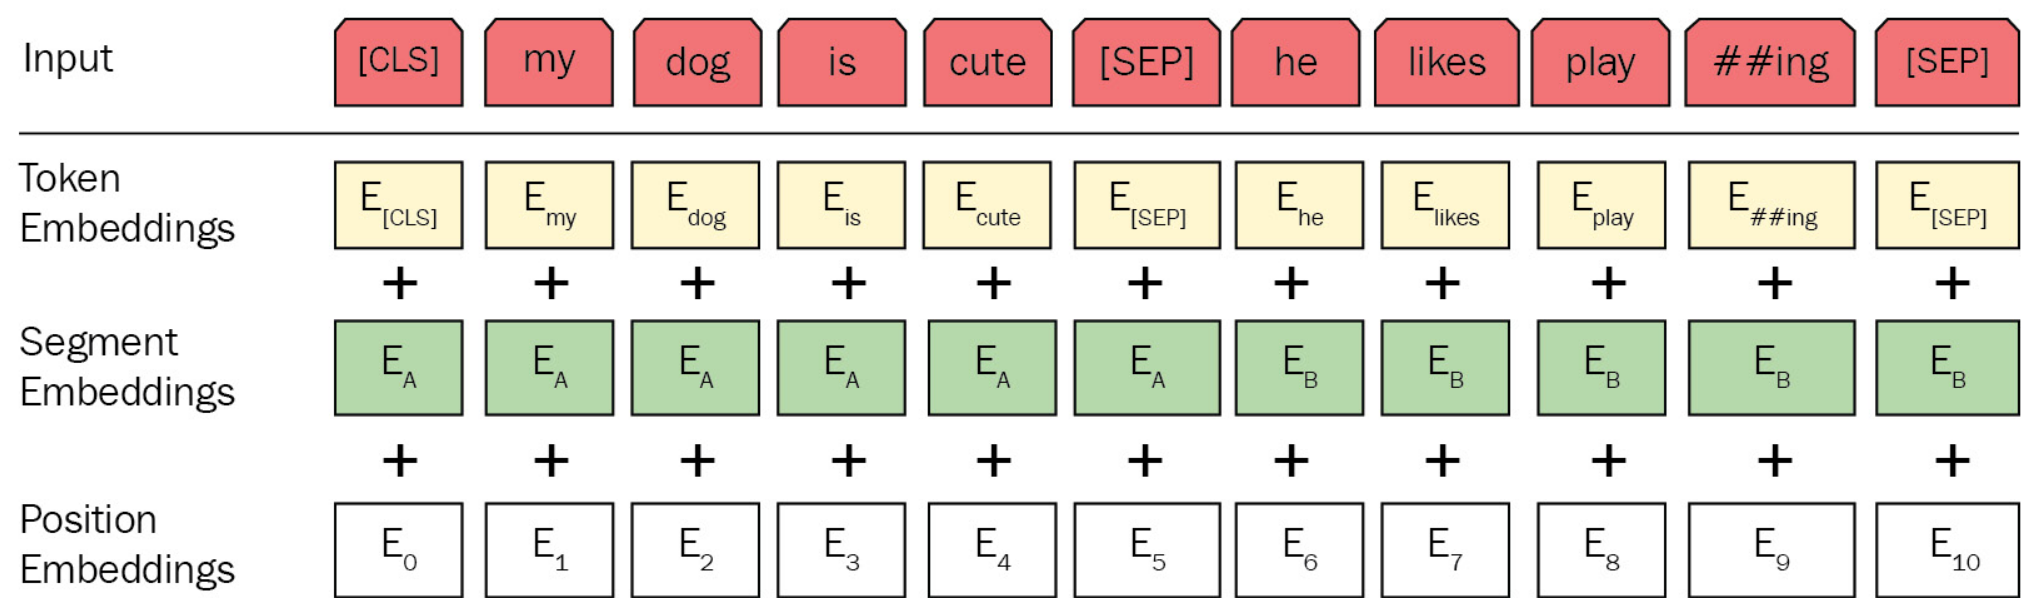 Input [CLS] my dog is cute [SEP] he likes play ##ing [SEP]
Token Embeddings E[CLS] Emy Edog Eis Ecute E[SEP] Ehe Elikes Eplay E##ing E[SEP]
+ + + + + + + + + + +
Segment Embeddings EA EA EA EA EA EA EB EB EB EB EB
+ + + + + + + + + + +
Position Embeddings E0 E1 E2 E3 E4 E5 E6 E7 E8 E9 E10